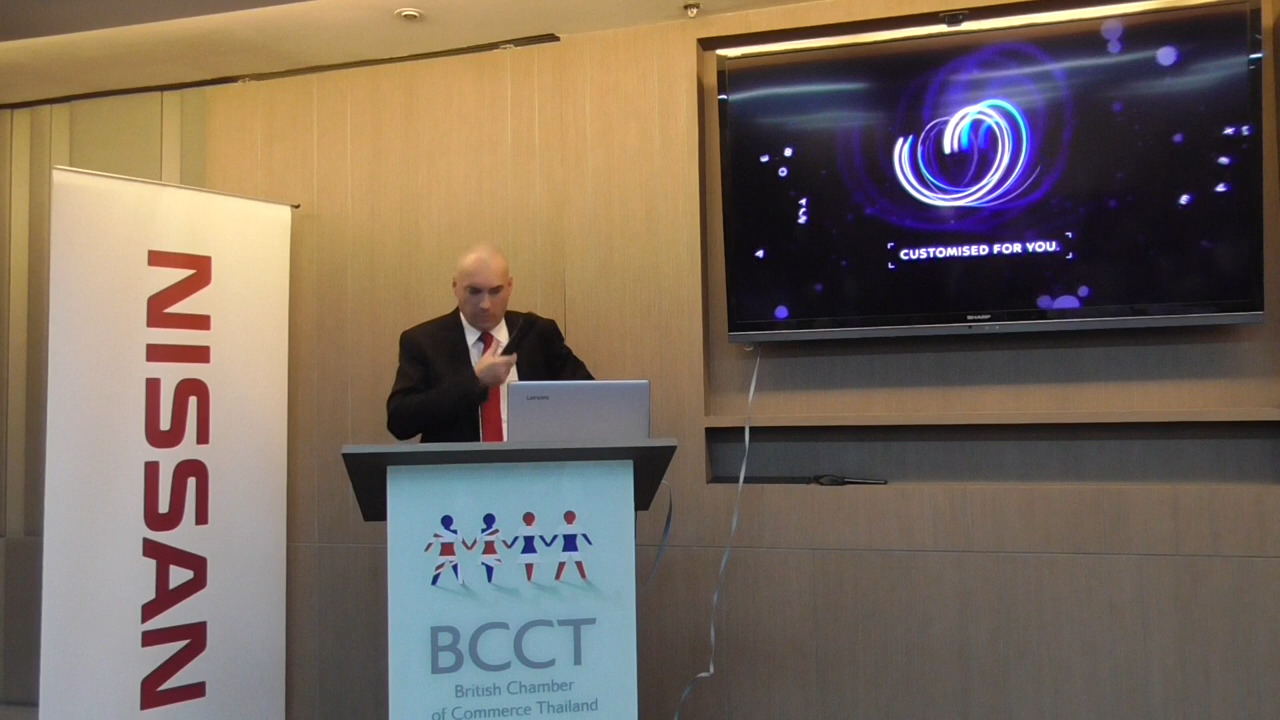 NISSAN
CUSTOMISED FOR YOU.
SHARP
Lenovo
BCCT
British Chamber
of Commerce Thailand